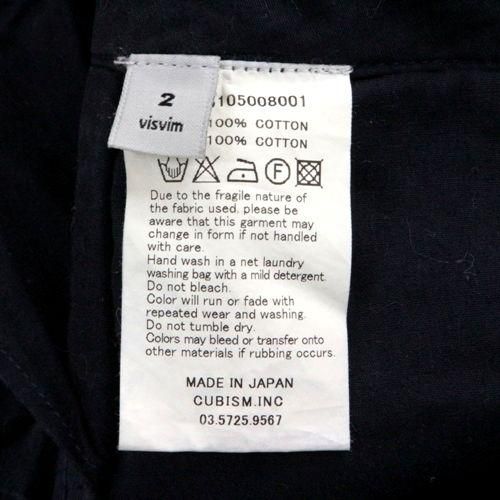 2
visvim
105008001
100% COTTON
100% COTTON
F
Due to the fragile nature of
the fabric used, please be
aware that this garment may
change in form if not handled
with care.
Hand wash in a net laundry
washing bag with a mild detergent.
Do not bleach.
Color will run or fade with
repeated wear and washing.
Do not tumble dry.
Colors may bleed or transfer onto
other materials if rubbing occurs.
MADE IN JAPAN
CUBISM.INC
03.5725.9567